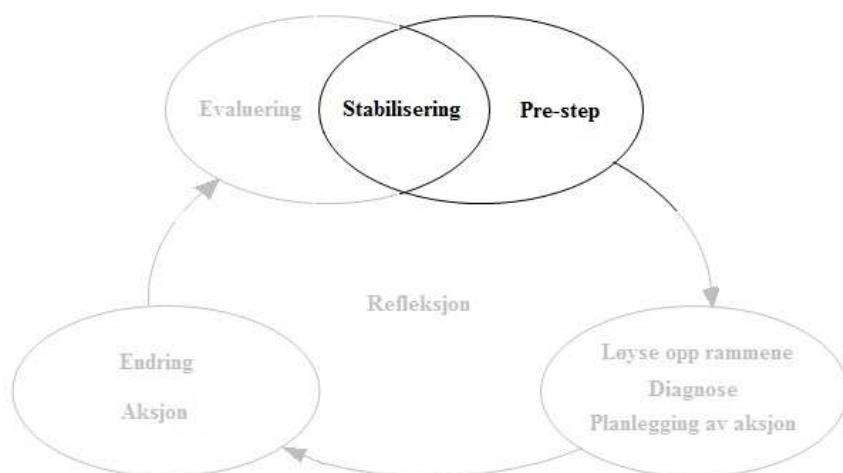 Evaluering
Stabilisering
Pre-step
Refleksjon
Endring
Aksjon
Løyse opp rammene
Diagnose
Planlegging av aksjon